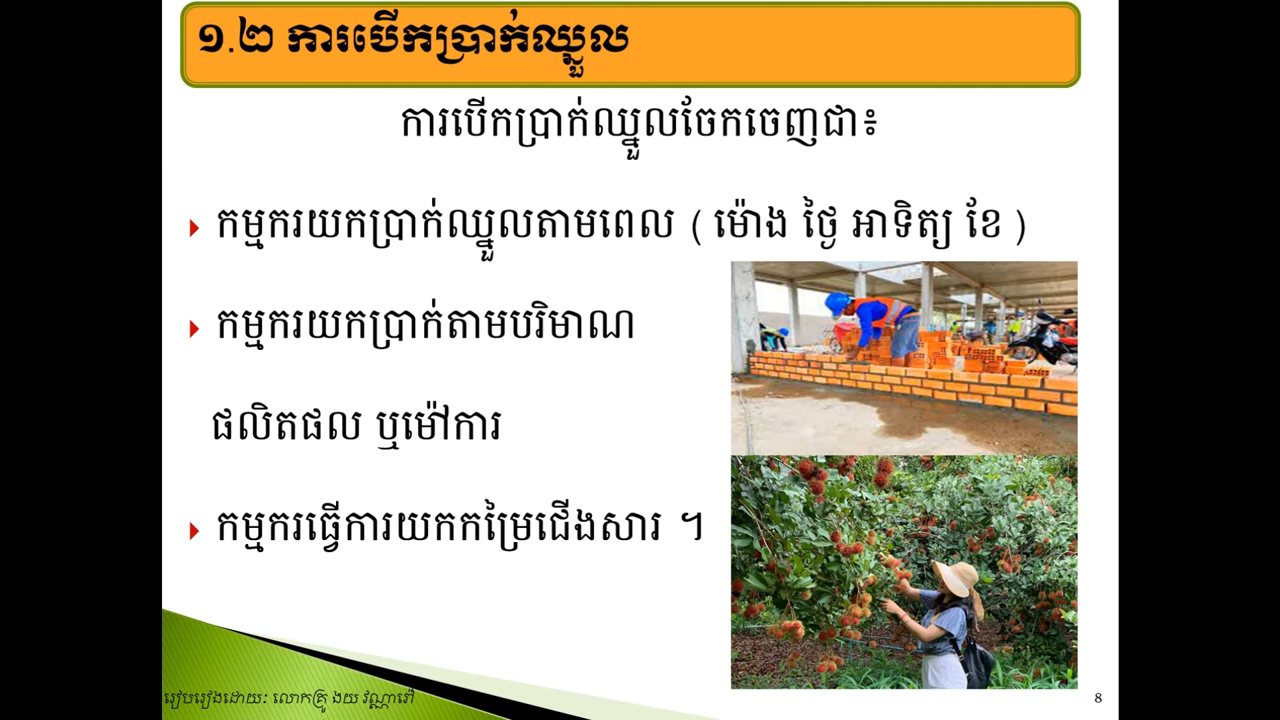 ១.២ ការបើកប្រាក់ឈ្នួល
ការបើកប្រាក់ឈ្នួលចែកចេញជា៖
កម្មករយកប្រាក់ឈ្នួលតាមពេល ( ម៉ោង ថ្ងៃ អាទិត្យ ខែ )
កម្មករយកប្រាក់តាមបរិមាណ
ផលិតផល ឬម៉ៅការ
កម្មករធ្វើការយកកម្រៃជើងសារ ។
រៀបរៀងដោយ: លោកគ្រូ ងយ វណ្ណារ៉ៅ
8